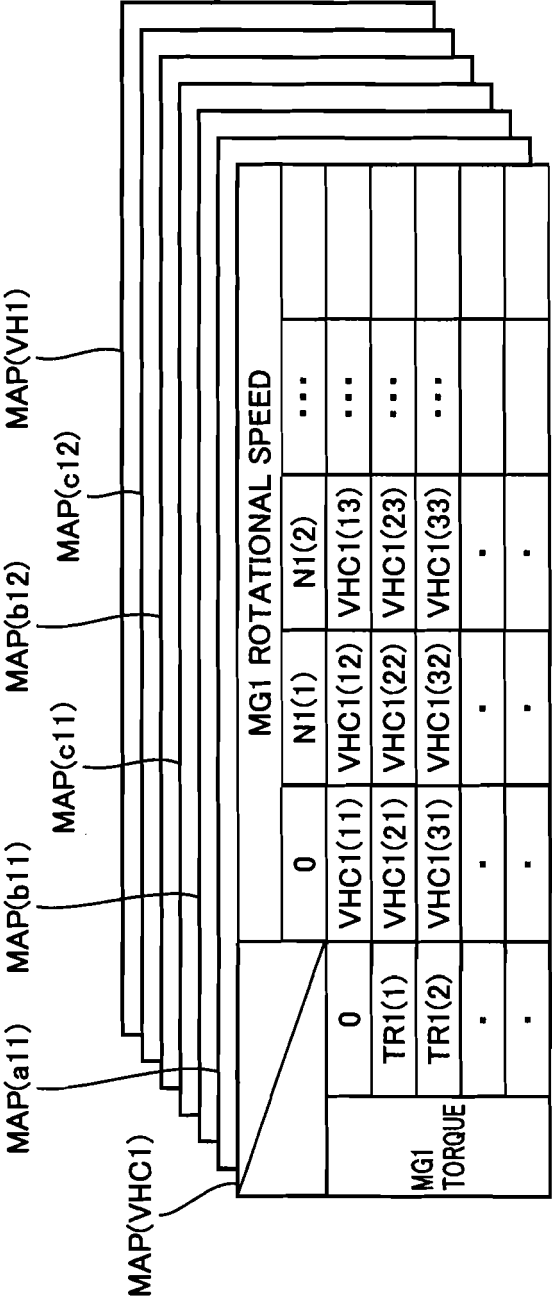 MAP(VHC1)
MAP(a11)
MAP(b11)
MAP(c11)
MAP(b12)
MAP(c12)
MAP(VH1)
MG1 ROTATIONAL SPEED
0 N1(1) N1(2) ...
MG1
TORQUE
0 VHC1(11) VHC1(12) VHC1(13) ...
TR1(1) VHC1(21) VHC1(22) VHC1(23) ...
TR1(2) VHC1(31) VHC1(32) VHC1(33) ...
. . . .
. . . .